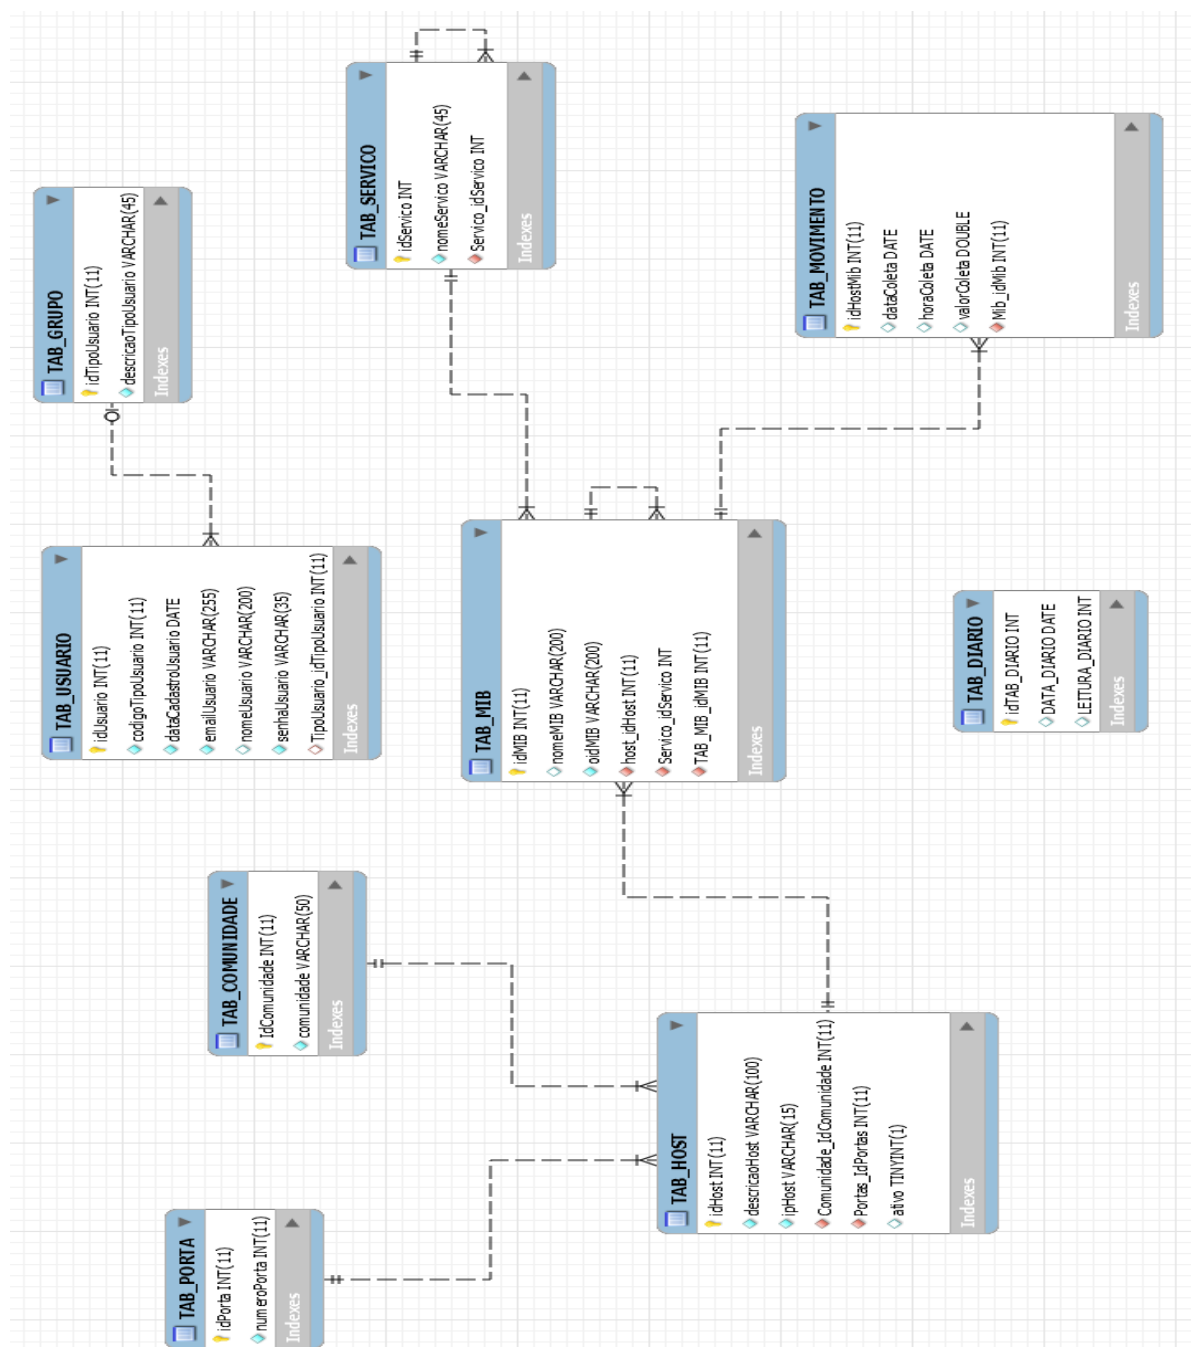 TAB_PORTA
idPorta INT(11)
numeroPorta INT(11)
Indexes
TAB_COMUNIDADE
IdComunidade INT(11)
comunidade VARCHAR(50)
Indexes
TAB_USUARIO
idUsuario INT(11)
codigoTipoUsuario INT(11)
dataCadastroUsuario DATE
emailUsuario VARCHAR(255)
nomeUsuario VARCHAR(200)
senhaUsuario VARCHAR(35)
TipoUsuario_idTipoUsuario INT(11)
Indexes
TAB_GRUPO
idTipoUsuario INT(11)
descricaoTipoUsuario VARCHAR(45)
Indexes
TAB_SERVICO
idServico INT
nomeServico VARCHAR(45)
Servico_idServico INT
Indexes
TAB_MIB
idMIB INT(11)
nomeMIB VARCHAR(200)
oidMIB VARCHAR(200)
host_idHost INT(11)
Servico_idServico INT
TAB_MIB_idMIB INT(11)
Indexes
TAB_HOST
idHost INT(11)
descricaoHost VARCHAR(100)
ipHost VARCHAR(15)
Comunidade_IdComunidade INT(11)
Portas_IdPortas INT(11)
ativo TINYINT(1)
Indexes
TAB_MOVIMENTO
idHostMib INT(11)
dataColeta DATE
horaColeta DATE
valorColeta DOUBLE
Mib_idMib INT(11)
Indexes
TAB_DIARIO
idTAB_DIARIO INT
DATA_DIARIO DATE
LEITURA_DIARIO INT
Indexes